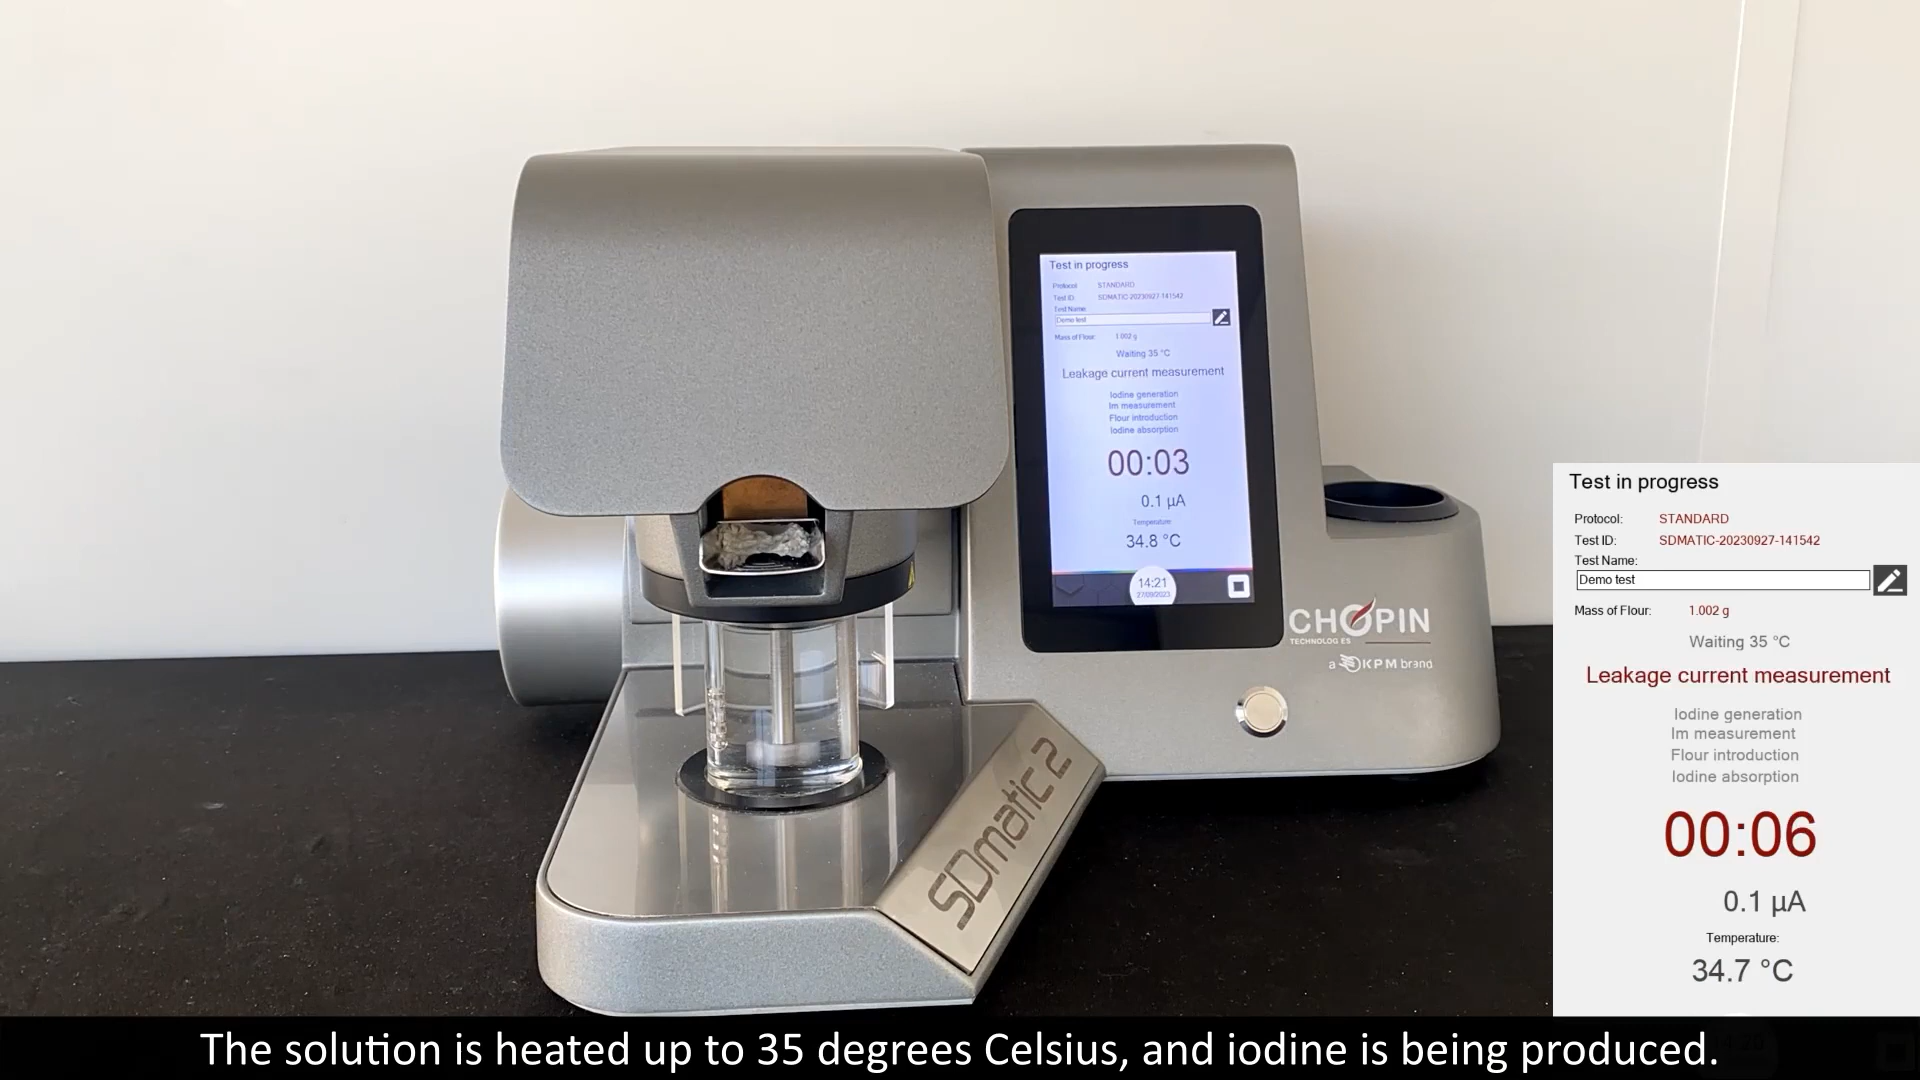 Test in progress
Protocol: STANDARD
Test ID: SDMATIC-20230927-141542
Test Name:
Demo test
Mass of Flour: 1.002 g
Waiting 35 °C
Leakage current measurement
Iodine generation
Im measurement
Flour introduction
Iodine absorption
00:03
0.1 µA
Temperature:
34.8 °C
14:21
27/09/2023
CHOPIN
TECHNOLOGIES
a KPM brand
SDmatic 2
Test in progress
Protocol: STANDARD
Test ID: SDMATIC-20230927-141542
Test Name:
Demo test
Mass of Flour: 1.002 g
Waiting 35 °C
Leakage current measurement
Iodine generation
Im measurement
Flour introduction
Iodine absorption
00:06
0.1 µA
Temperature:
34.7 °C
The solution is heated up to 35 degrees Celsius, and iodine is being produced.